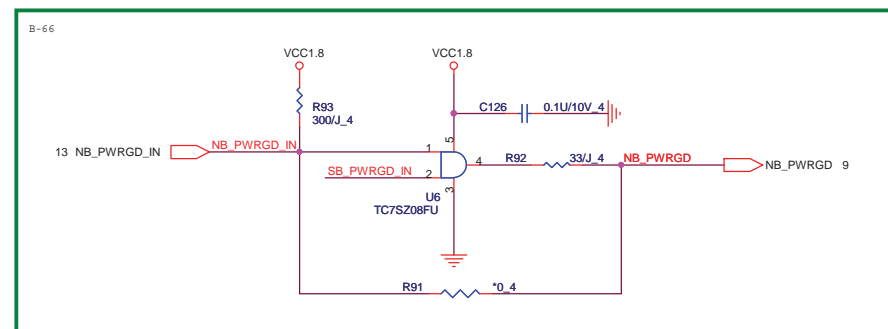 B-66
VCC1.8
VCC1.8
C126
0.1U/10V_4
R93
300/J_4
5
13 NB_PWRGD_IN
NB_PWRGD_IN
1
4
R92
33/J_4
NB_PWRGD
NB_PWRGD 9
SB_PWRGD_IN
2
U6
3
TC7SZ08FU
R91
*0_4